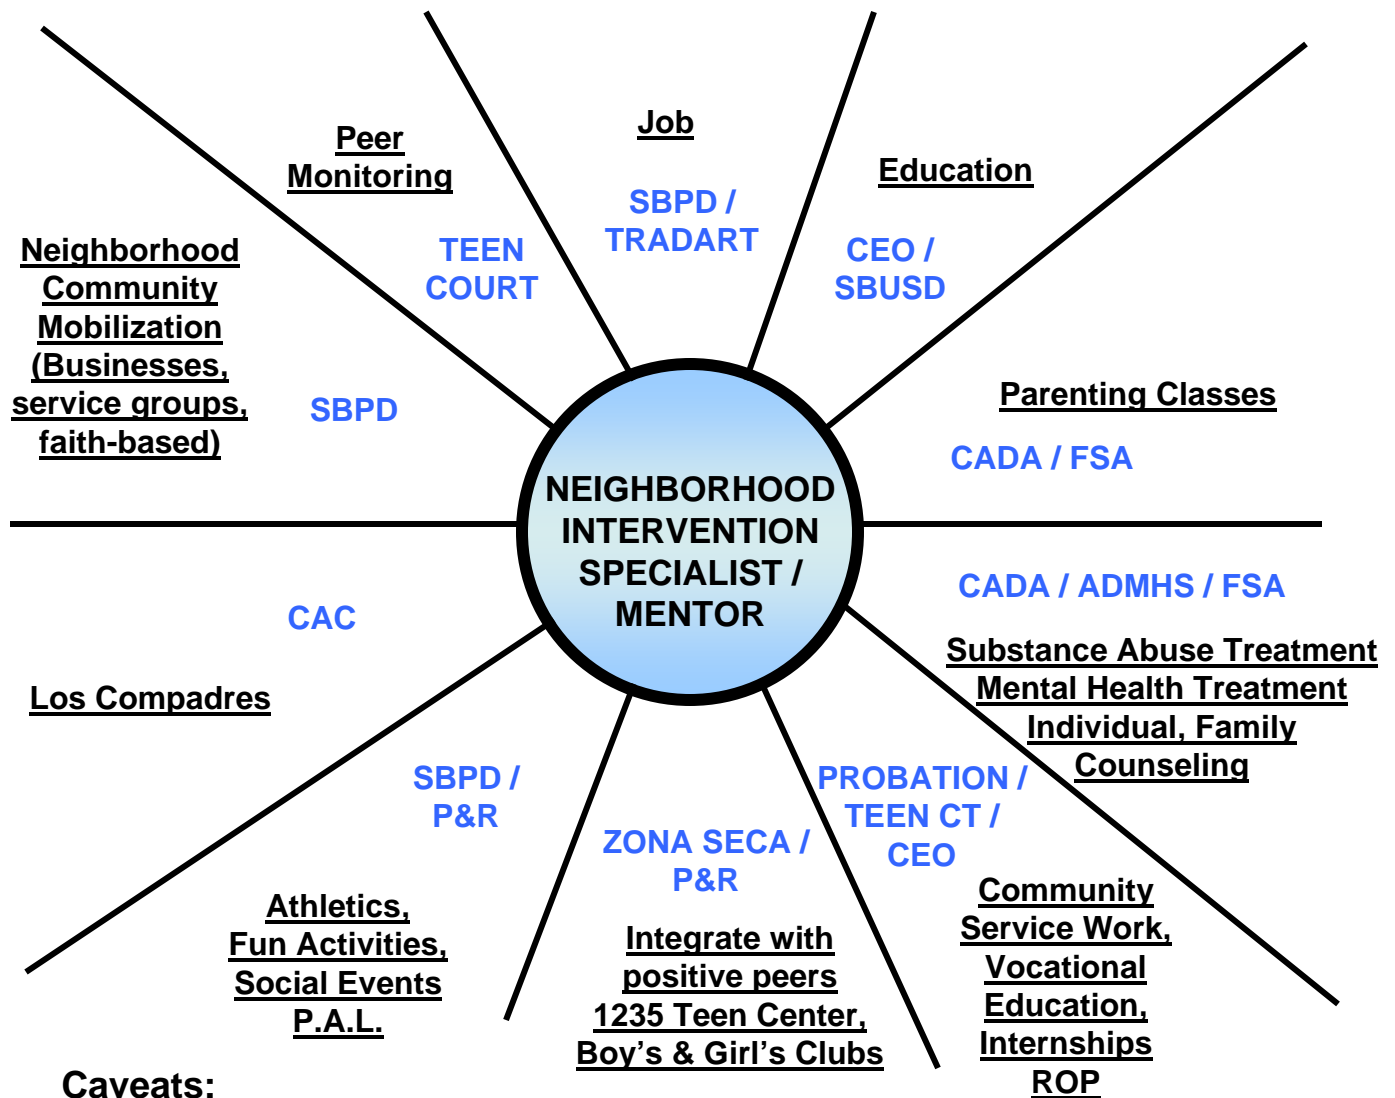 Peer
Monitoring
TEEN
COURT
Job
SBPD /
TRADART
Education
CEO /
SBUSD
Neighborhood
Community
Mobilization
(Businesses,
service groups,
faith-based)
SBPD
Parenting Classes
CADA / FSA
NEIGHBORHOOD
INTERVENTION
SPECIALIST /
MENTOR
CAC
Los Compadres
CADA / ADMHS / FSA
Substance Abuse Treatment
Mental Health Treatment
Individual, Family
Counseling
SBPD /
P&R
Athletics,
Fun Activities,
Social Events
P.A.L.
ZONA SECA /
P&R
Integrate with
positive peers
1235 Teen Center,
Boy's & Girl's Clubs
PROBATION /
TEEN CT /
CEO
Community
Service Work,
Vocational
Education,
Internships
ROP
Caveats: